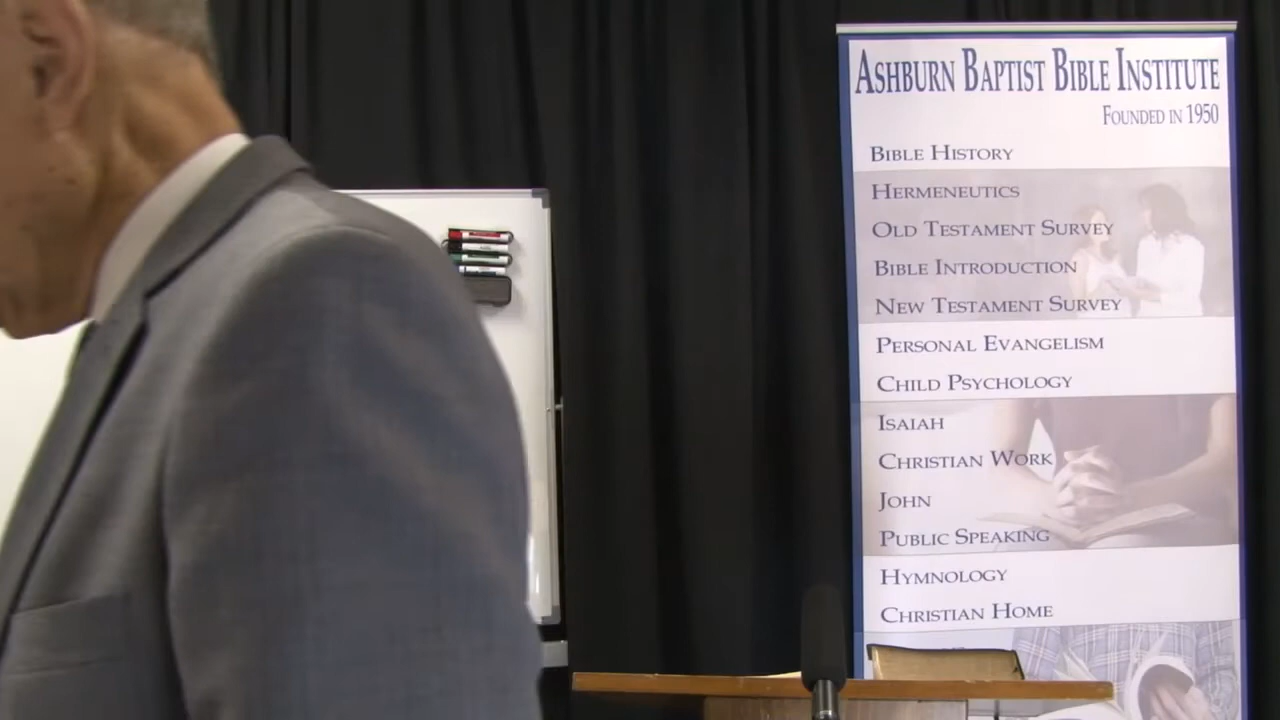 Ashburn Baptist Bible Institute
Founded in 1950
Bible History
Hermeneutics
Old Testament Survey
Bible Introduction
New Testament Survey
Personal Evangelism
Child Psychology
Isaiah
Christian Work
John
Public Speaking
Hymnology
Christian Home